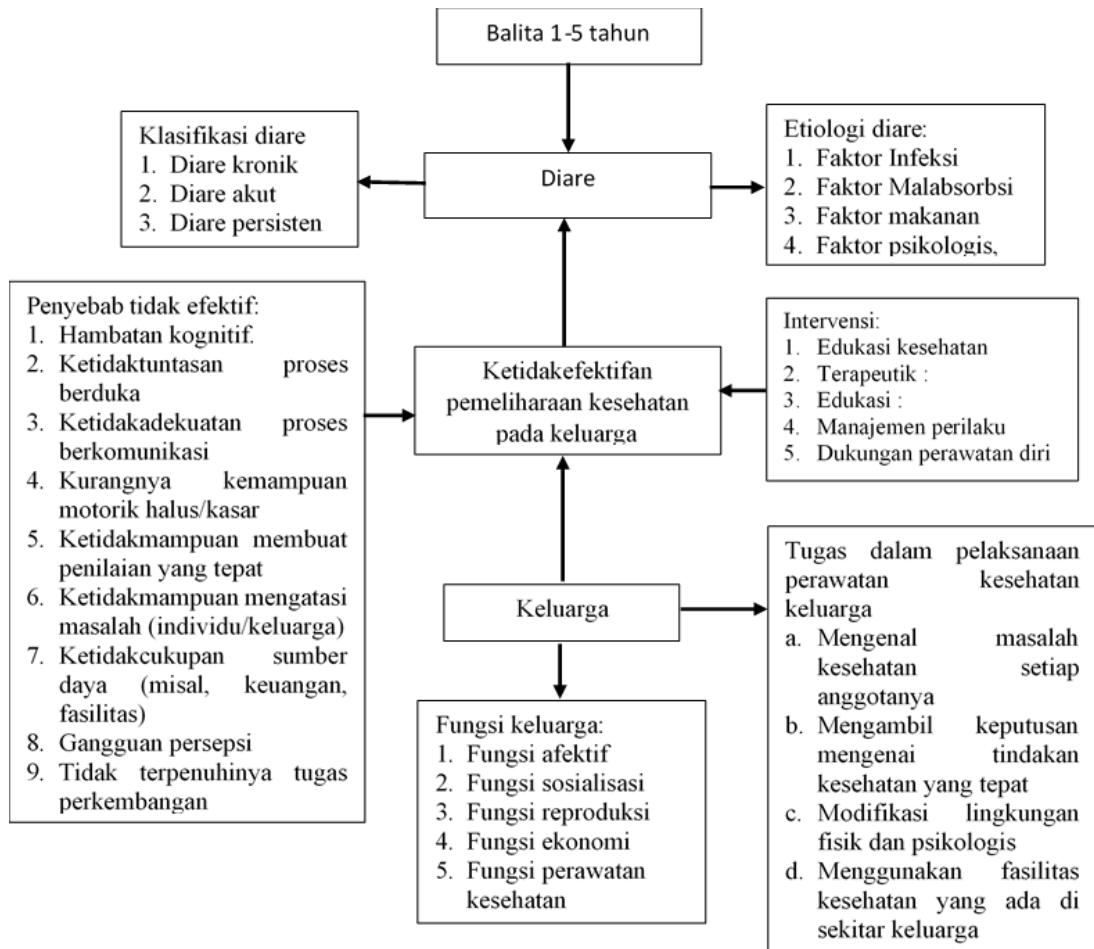 Balita 1-5 tahun
Klasifikasi diare
1. Diare kronik
2. Diare akut
3. Diare persisten
Diare
Etiologi diare:
1. Faktor Infeksi
2. Faktor Malabsorbsi
3. Faktor makanan
4. Faktor psikologis,
Penyebab tidak efektif:
1. Hambatan kognitif.
2. Ketidaktuntasan proses
berduka
3. Ketidakadekuatan proses
berkomunikasi
4. Kurangnya kemampuan
motorik halus/kasar
5. Ketidakmampuan membuat
penilaian yang tepat
6. Ketidakmampuan mengatasi
masalah (individu/keluarga)
7. Ketidakcukupan sumber
daya (misal, keuangan,
fasilitas)
8. Gangguan persepsi
9. Tidak terpenuhinya tugas
perkembangan
Ketidakefektifan
pemeliharaan kesehatan
pada keluarga
Intervensi:
1. Edukasi kesehatan
2. Terapeutik :
3. Edukasi :
4. Manajemen perilaku
5. Dukungan perawatan diri
Keluarga
Tugas dalam pelaksanaan
perawatan kesehatan
keluarga
a. Mengenal masalah
kesehatan setiap
anggotanya
b. Mengambil keputusan
mengenai tindakan
kesehatan yang tepat
c. Modifikasi lingkungan
fisik dan psikologis
d. Menggunakan fasilitas
kesehatan yang ada di
sekitar keluarga
Fungsi keluarga:
1. Fungsi afektif
2. Fungsi sosialisasi
3. Fungsi reproduksi
4. Fungsi ekonomi
5. Fungsi perawatan
kesehatan